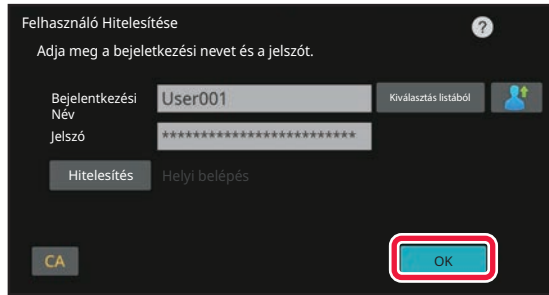 Felhasználó Hitelesítése
?
Adja meg a bejeletkezési nevet és a jelszót.
Bejelentkezési
Név
User001
Kiválasztás listából
Jelszó
*************************
Hitelesítés
Helyi belépés
CA
OK